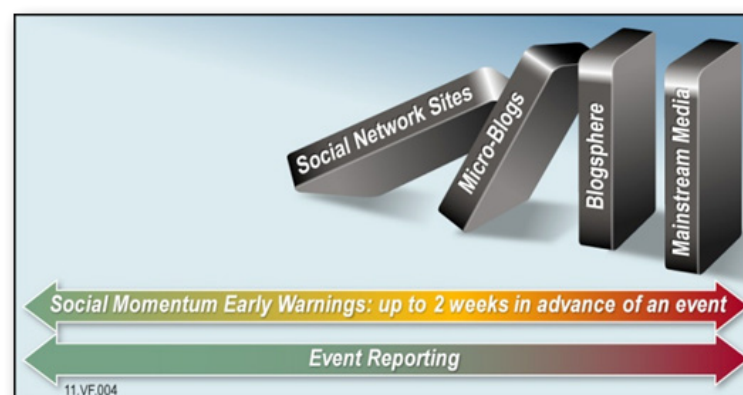 Social Network Sites
Micro-Blogs
Blogsphere
Mainstream Media
Social Momentum Early Warnings: up to 2 weeks in advance of an event
Event Reporting
11.VF.004